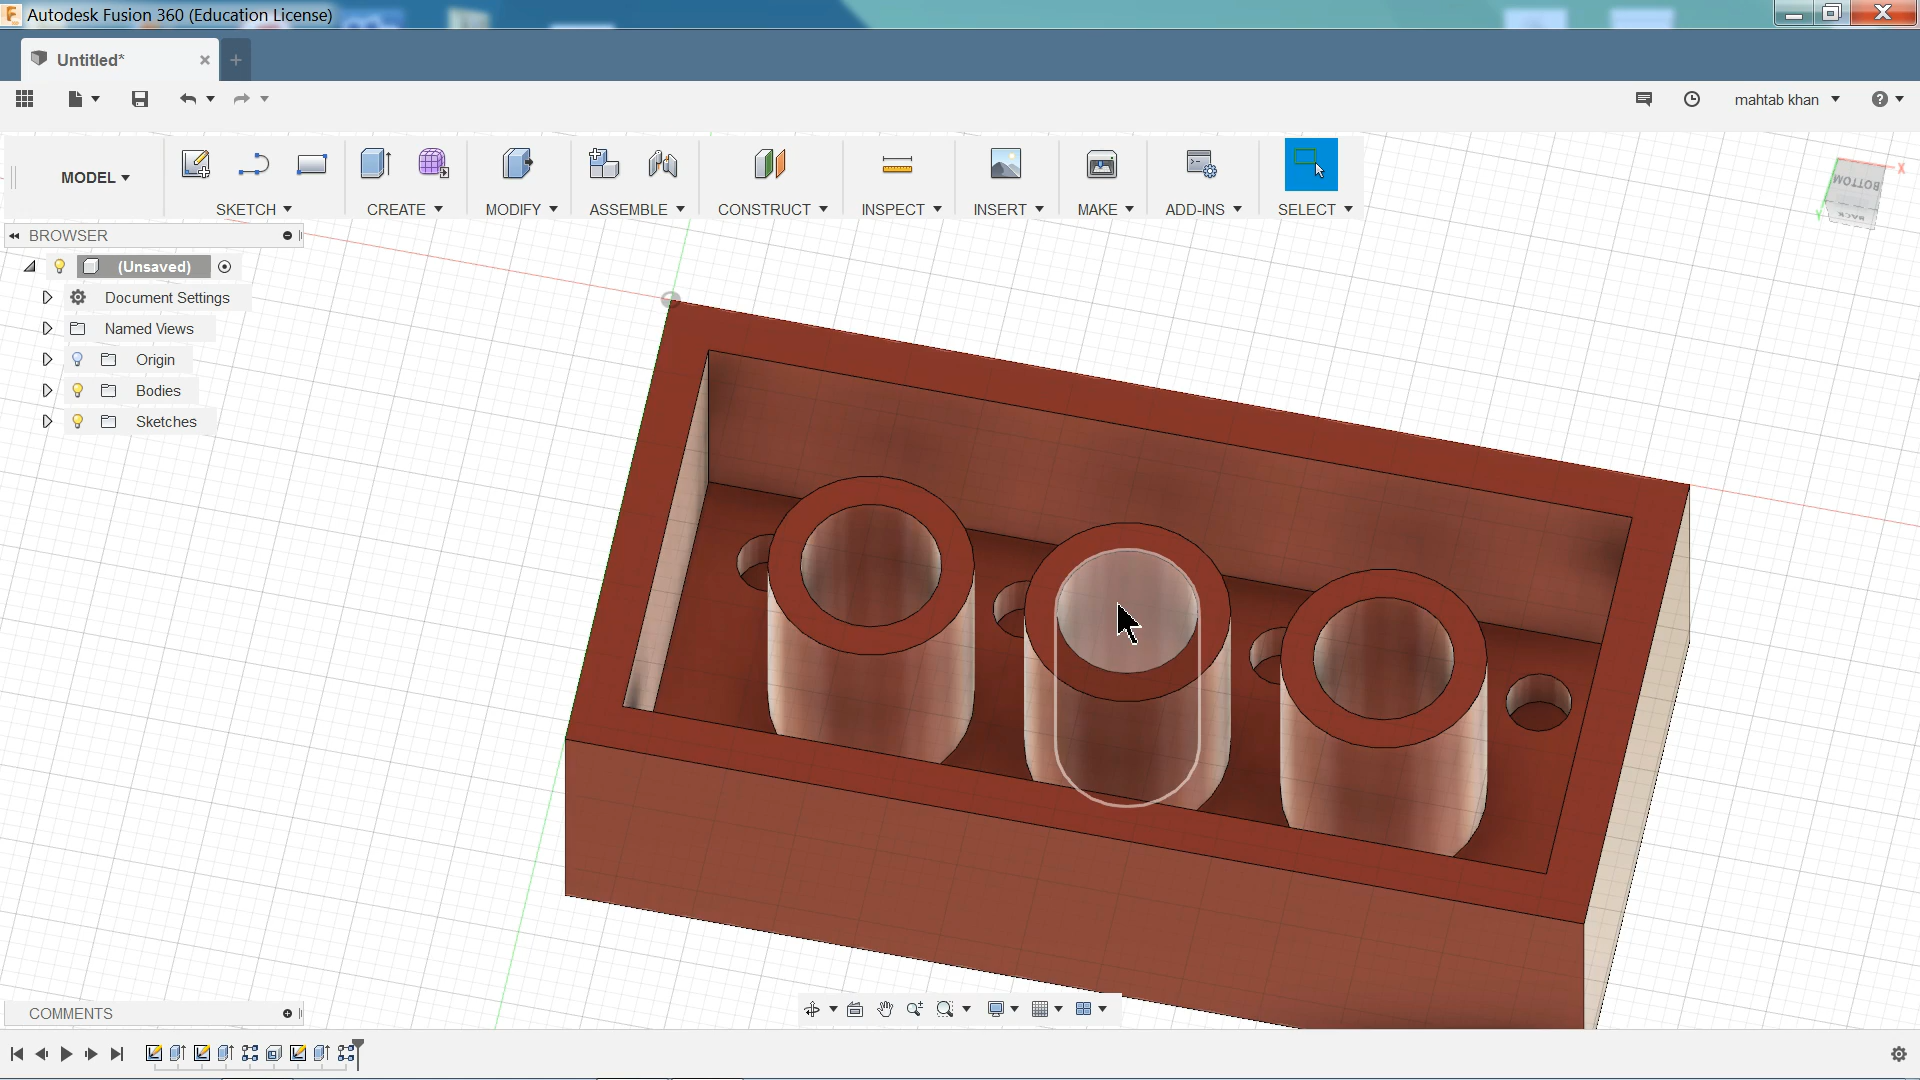 Autodesk Fusion 360 (Education License)
Untitled*
mahtab khan
MODEL
SKETCH
CREATE
MODIFY
ASSEMBLE
CONSTRUCT
INSPECT
INSERT
MAKE
ADD-INS
SELECT
X
BOTTOM
BACK
Y
BROWSER
(Unsaved)
Document Settings
Named Views
Origin
Bodies
Sketches
COMMENTS